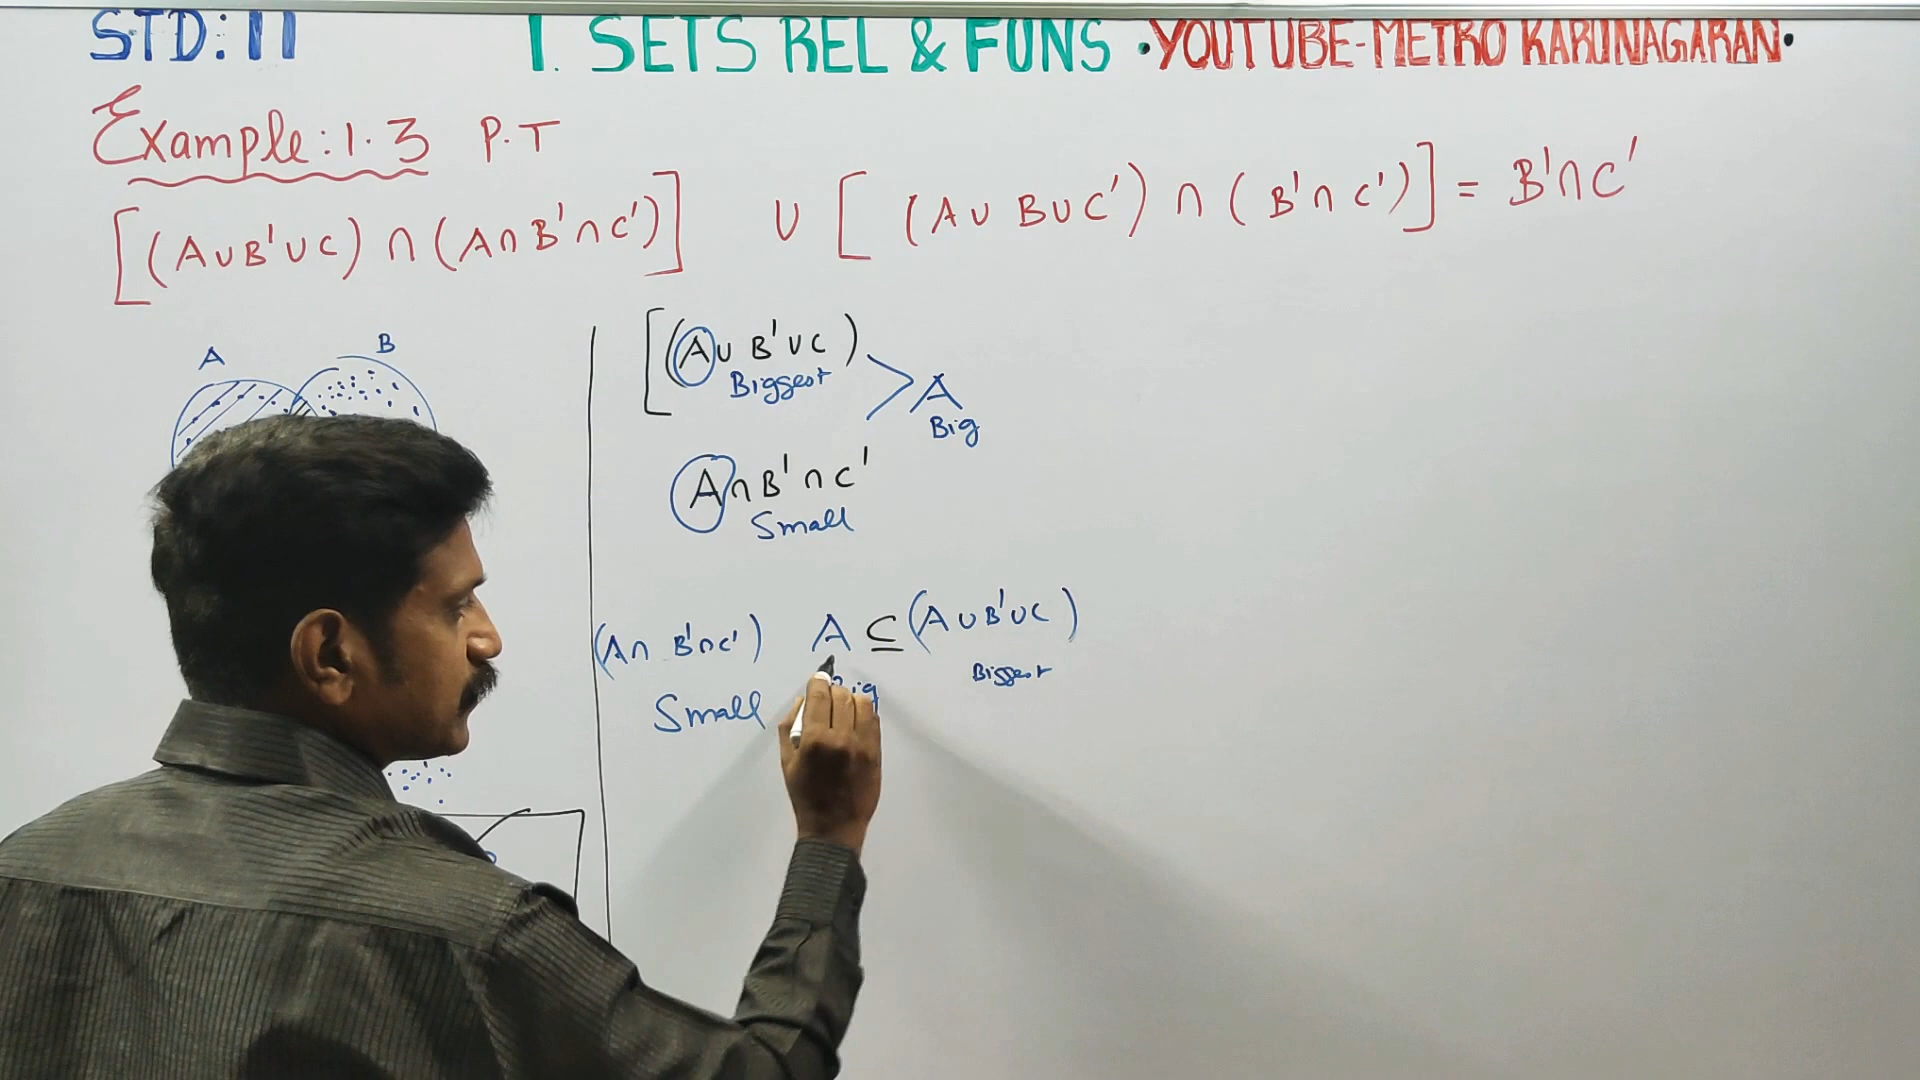 STD: 11 1. SETS REL & FUNS •YOUTUBE-METRO KARUNAGARAN•
Example: 1.3 P.T
[(A∪B'∪C) ∩ (A∩B'∩C')] ∪ [(A∪B∪C') ∩ (B'∩C')] = B'∩C'
A B
[(A∪B'∪C)
Biggest
A
Big
A∩B'∩C'
Small
(A∩B'∩C') A ⊆ (A∪B'∪C)
Small Biggest